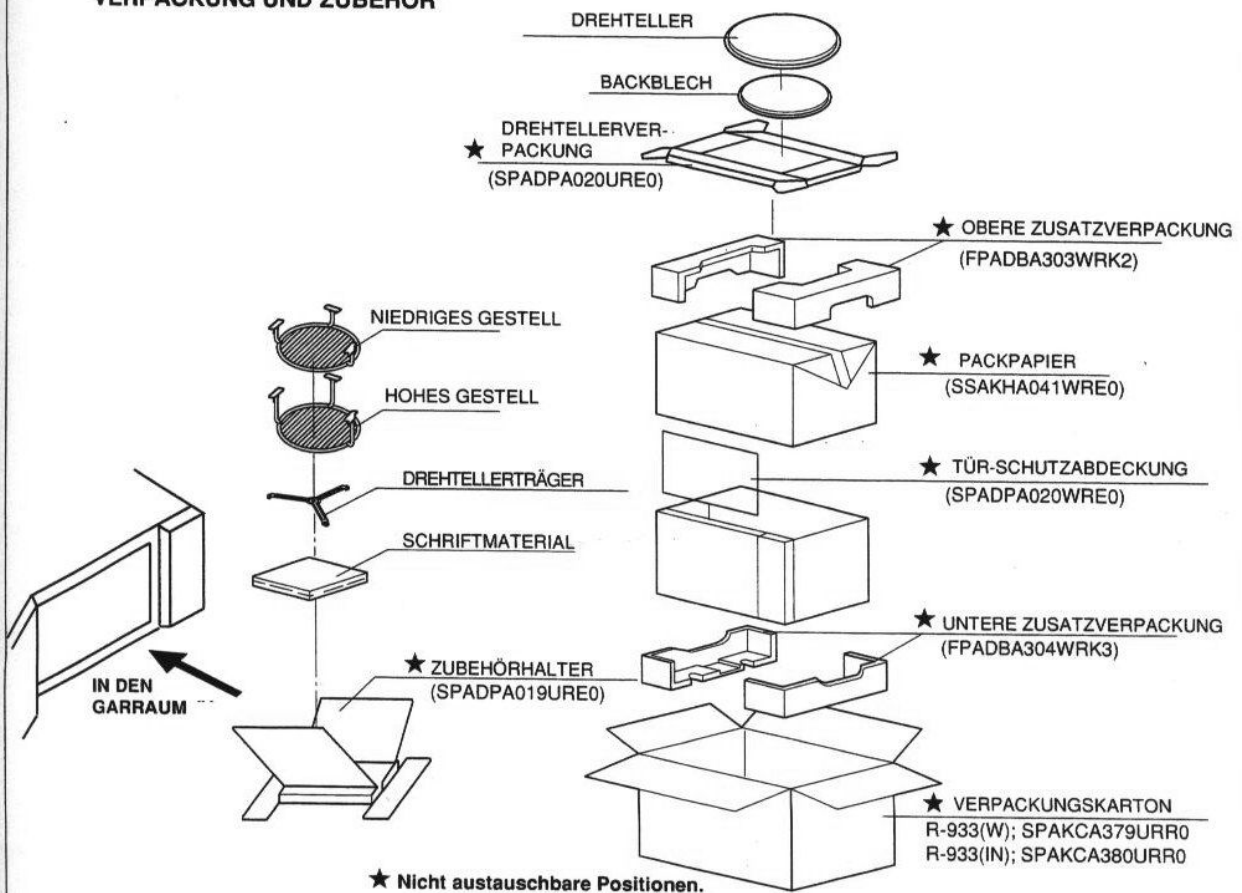 VERPACKUNG UND ZUBEHÖR
DREHTELLER
BACKBLECH
DREHTELLERVER-
★ PACKUNG
(SPADPA020URE0)
★ OBERE ZUSATZVERPACKUNG
(FPADBA303WRK2)
NIEDRIGES GESTELL
★ PACKPAPIER
(SSAKHA041WRE0)
HOHES GESTELL
★ TÜR-SCHUTZABDECKUNG
(SPADPA020WRE0)
DREHTELLERTRÄGER
SCHRIFTMATERIAL
★ UNTERE ZUSATZVERPACKUNG
(FPADBA304WRK3)
★ ZUBEHÖRHALTER
(SPADPA019URE0)
IN DEN
GARRAUM
★ VERPACKUNGSKARTON
R-933(W); SPAKCA379URR0
R-933(IN); SPAKCA380URR0
★ Nicht austauschbare Positionen.